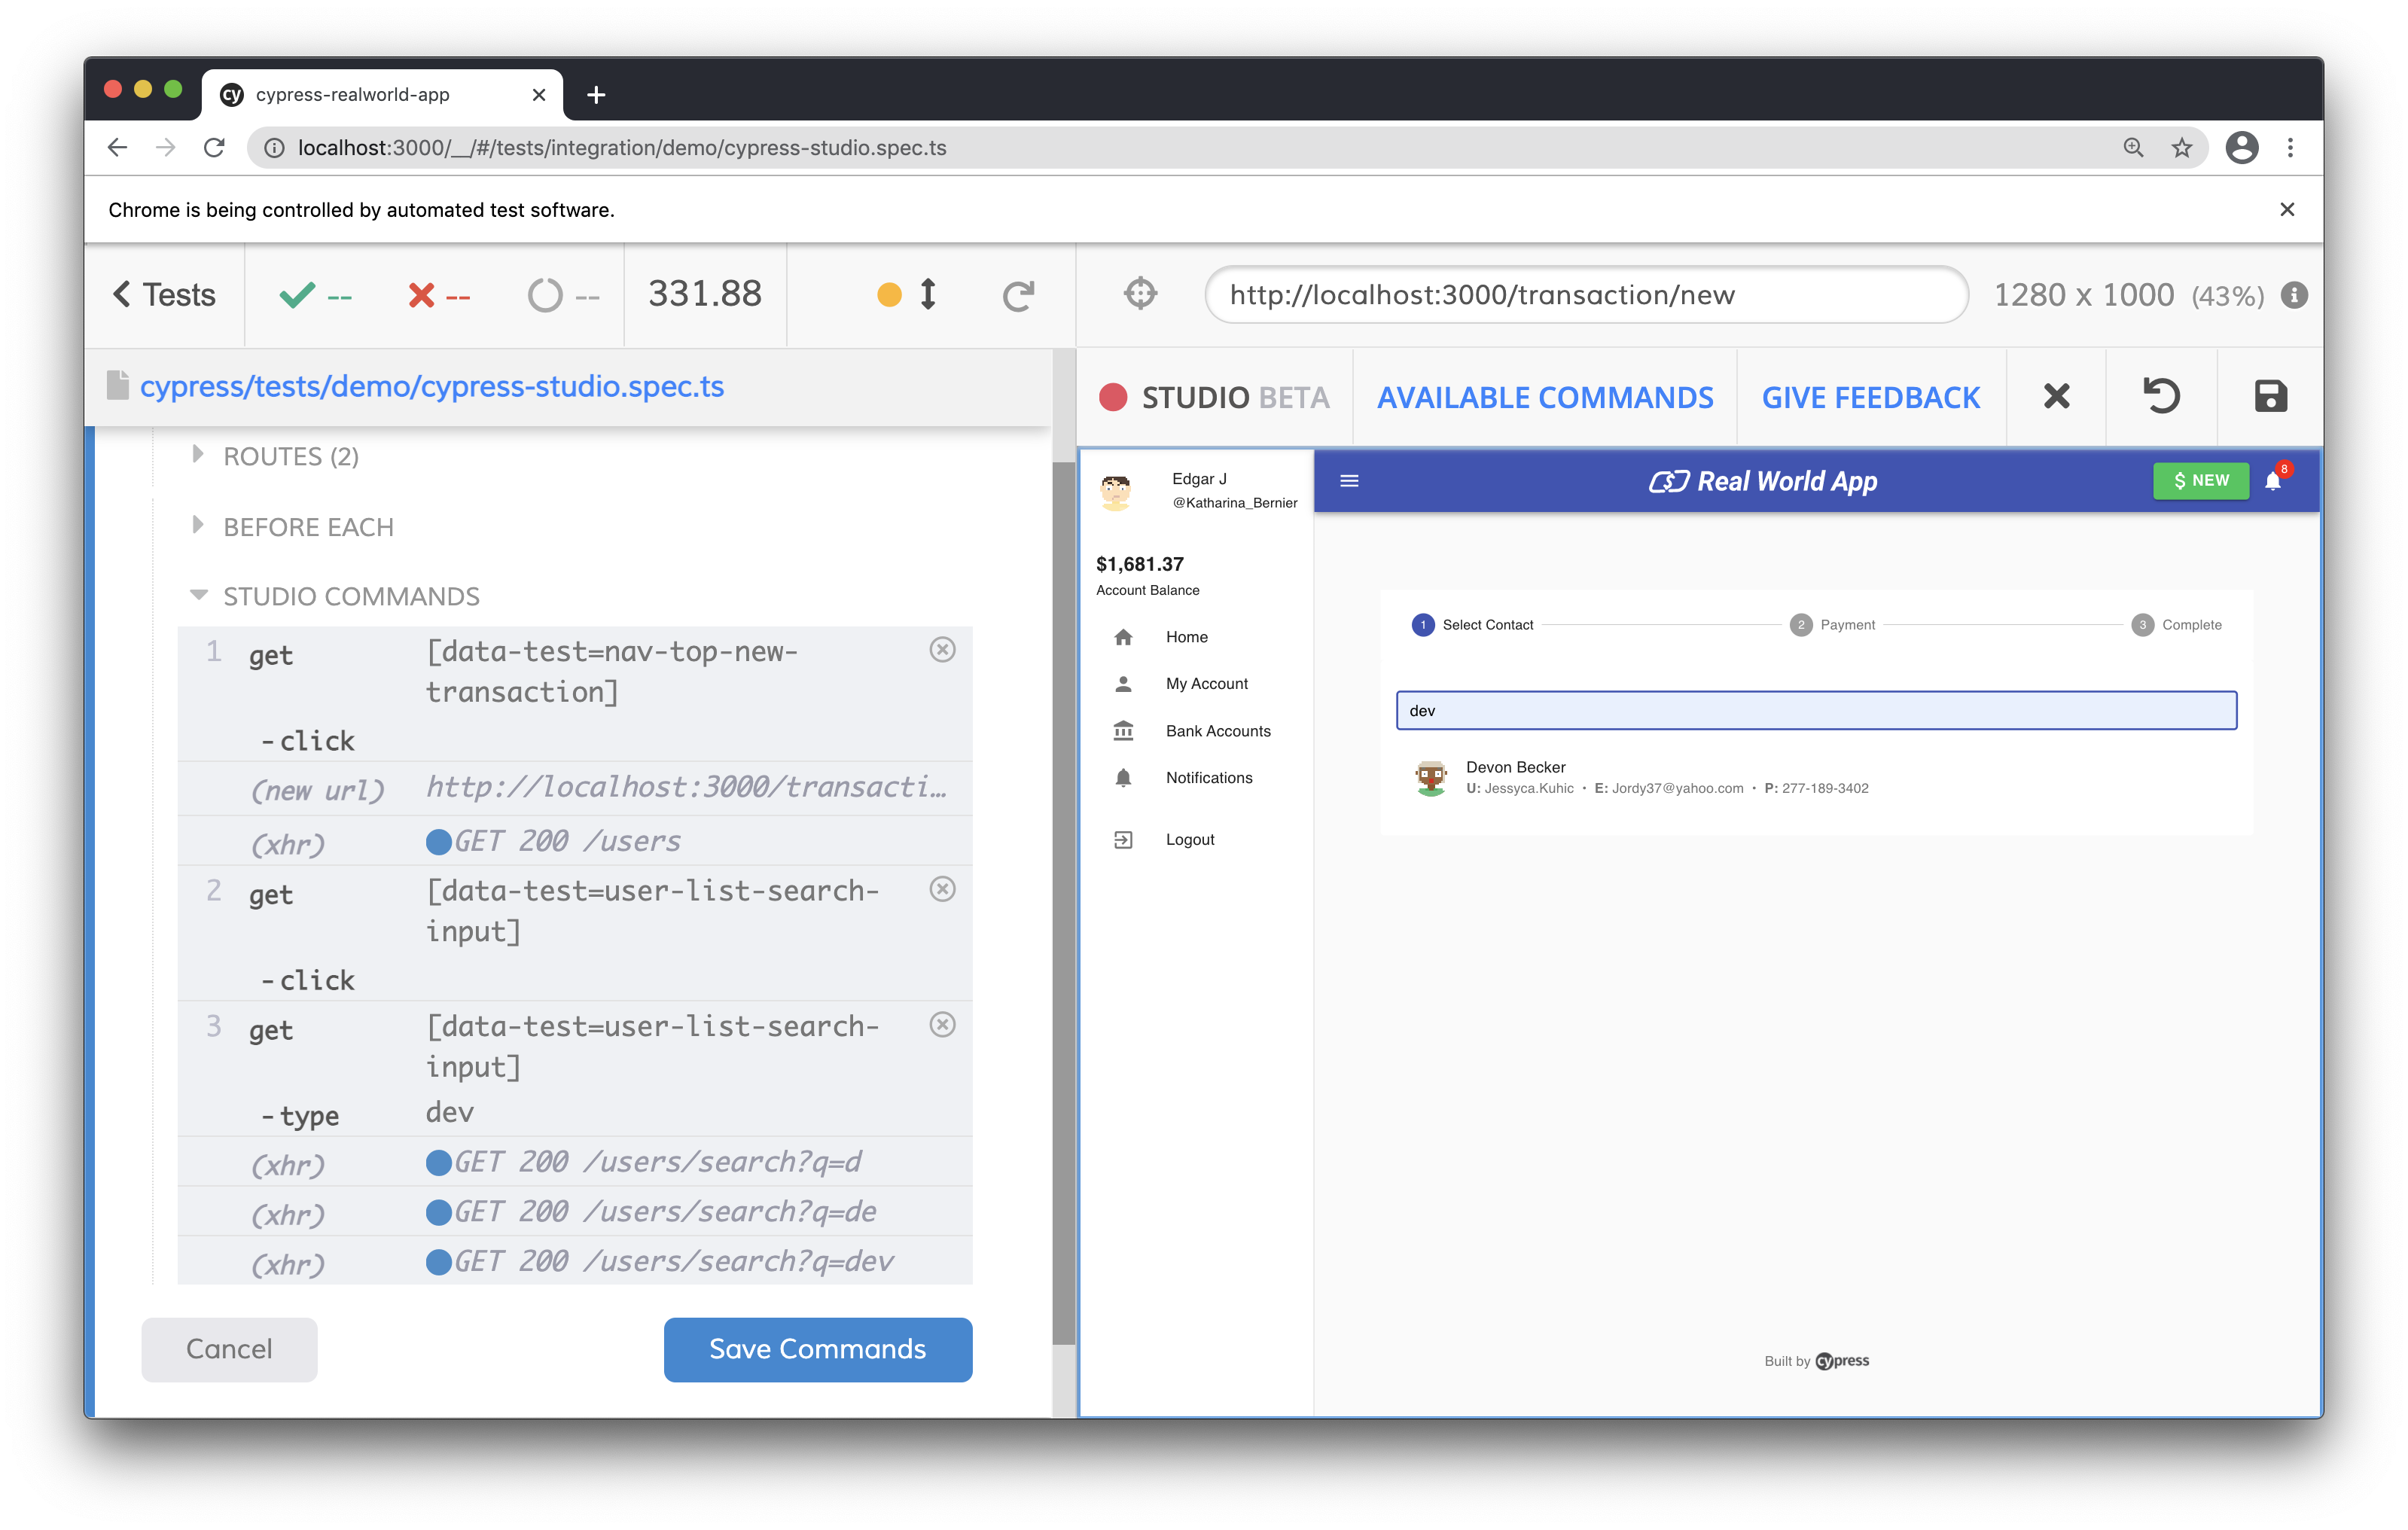 cypress-realworld-app
localhost:3000/__/#/tests/integration/demo/cypress-studio.spec.ts
Chrome is being controlled by automated test software.
Tests
--
--
--
331.88
http://localhost:3000/transaction/new
1280 x 1000 (43%)
cypress/tests/demo/cypress-studio.spec.ts
STUDIO BETA
AVAILABLE COMMANDS
GIVE FEEDBACK
ROUTES (2)
BEFORE EACH
STUDIO COMMANDS
1 get [data-test=nav-top-new-
transaction]
-click
(new url) http://localhost:3000/transacti…
(xhr) GET 200 /users
2 get [data-test=user-list-search-
input]
-click
3 get [data-test=user-list-search-
input]
-type dev
(xhr) GET 200 /users/search?q=d
(xhr) GET 200 /users/search?q=de
(xhr) GET 200 /users/search?q=dev
Cancel
Save Commands
Edgar J
@Katharina_Bernier
$1,681.37
Account Balance
Home
My Account
Bank Accounts
Notifications
Logout
Real World App
$ NEW
8
1 Select Contact
2 Payment
3 Complete
dev
Devon Becker
U: Jessyca.Kuhic • E: Jordy37@yahoo.com • P: 277-189-3402
Built by cypress